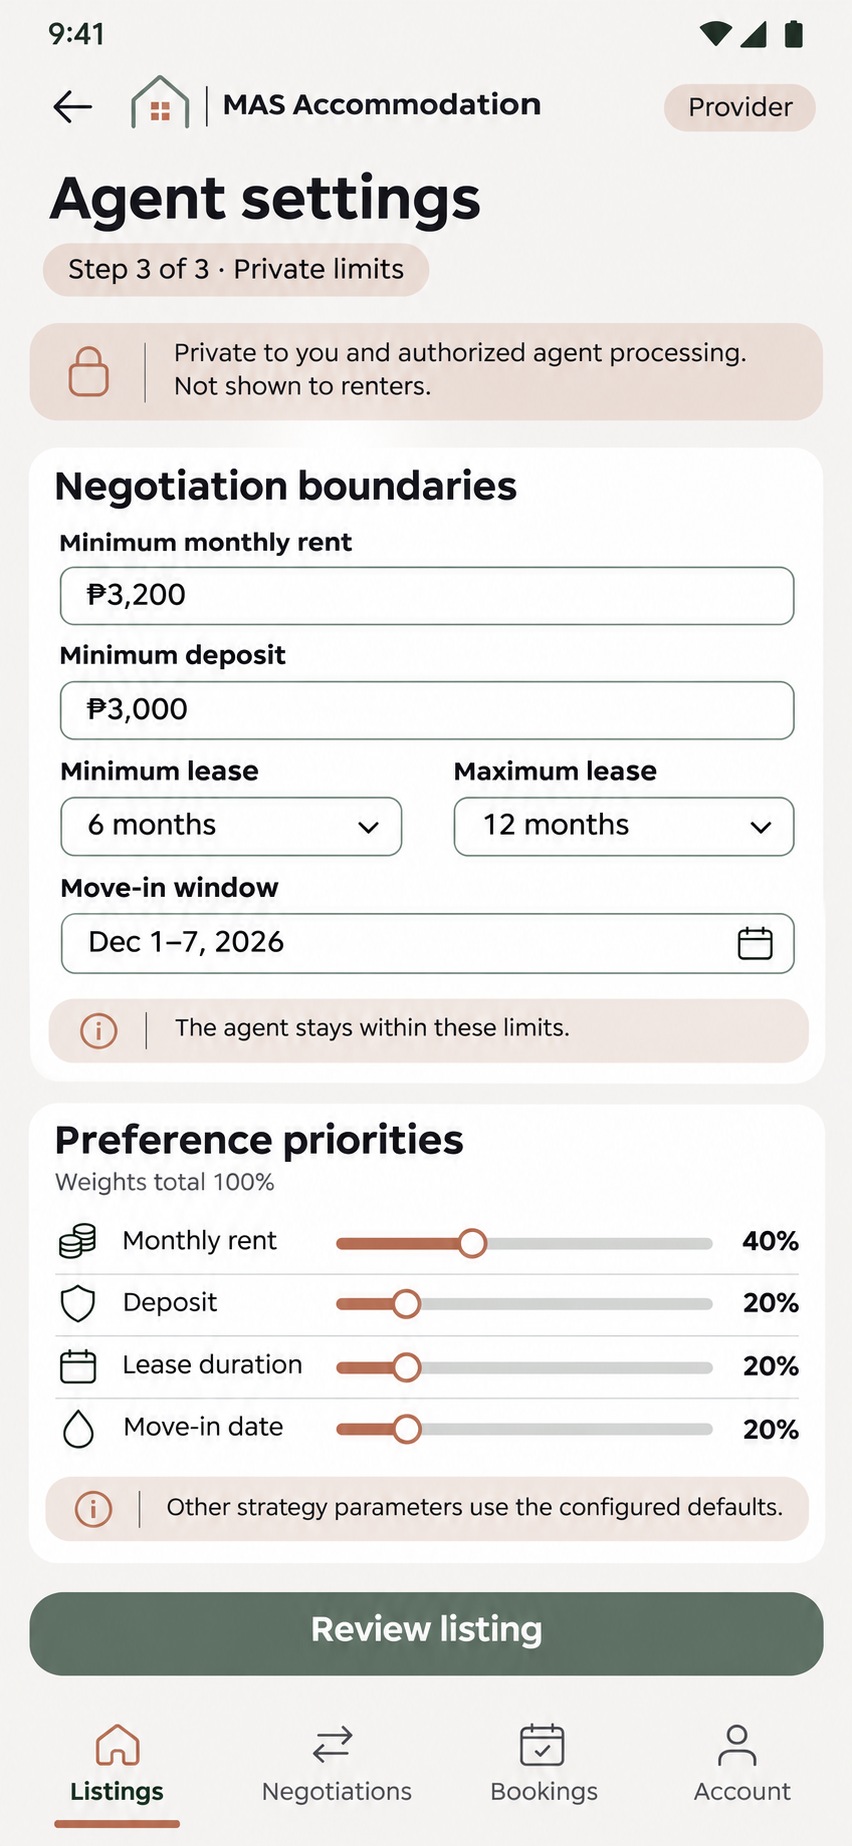 9:41
MAS Accommodation
Provider
Agent settings
Step 3 of 3 · Private limits
Private to you and authorized agent processing.
Not shown to renters.
Negotiation boundaries
Minimum monthly rent
₱3,200
Minimum deposit
₱3,000
Minimum lease
Maximum lease
6 months
12 months
Move-in window
Dec 1–7, 2026
The agent stays within these limits.
Preference priorities
Weights total 100%
Monthly rent 40%
Deposit 20%
Lease duration 20%
Move-in date 20%
Other strategy parameters use the configured defaults.
Review listing
Listings
Negotiations
Bookings
Account